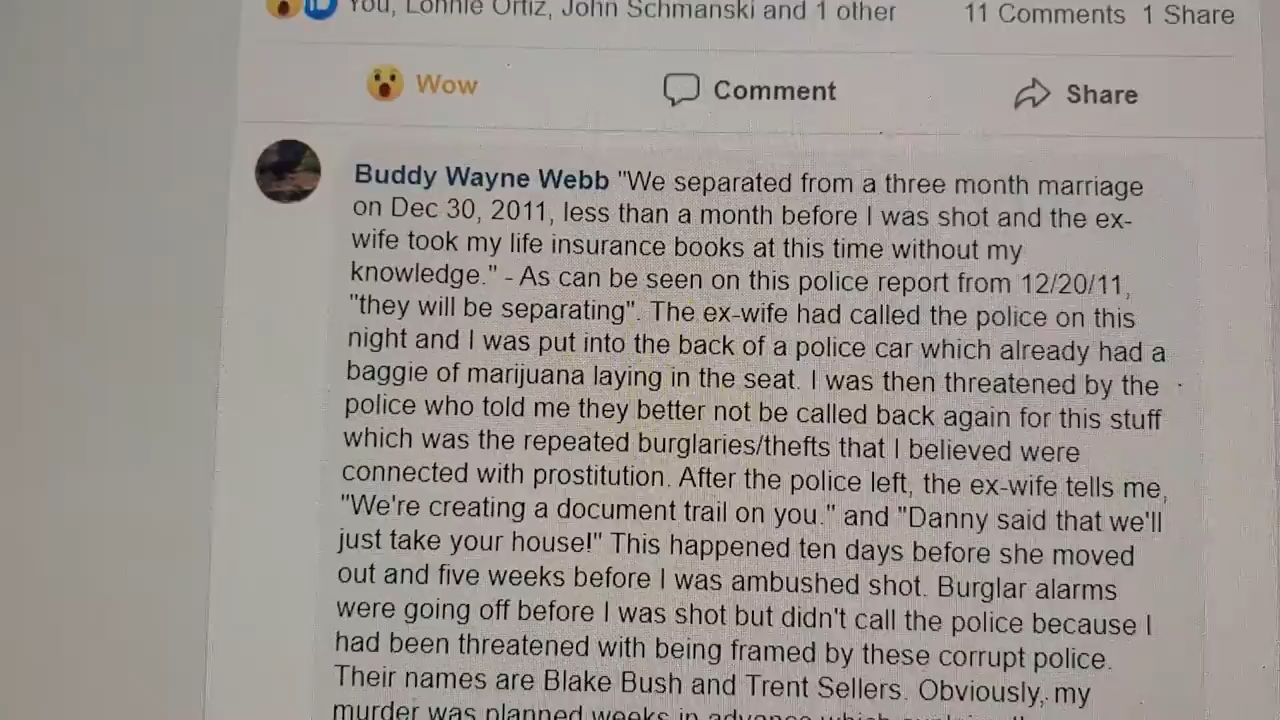 You, Lonnie Ortiz, John Schmanski and 1 other 11 Comments 1 Share
Wow Comment Share
Buddy Wayne Webb "We separated from a three month marriage
on Dec 30, 2011, less than a month before I was shot and the ex-
wife took my life insurance books at this time without my
knowledge." - As can be seen on this police report from 12/20/11,
"they will be separating". The ex-wife had called the police on this
night and I was put into the back of a police car which already had a
baggie of marijuana laying in the seat. I was then threatened by the
police who told me they better not be called back again for this stuff
which was the repeated burglaries/thefts that I believed were
connected with prostitution. After the police left, the ex-wife tells me,
"We're creating a document trail on you." and "Danny said that we'll
just take your house!" This happened ten days before she moved
out and five weeks before I was ambushed shot. Burglar alarms
were going off before I was shot but didn't call the police because I
had been threatened with being framed by these corrupt police.
Their names are Blake Bush and Trent Sellers. Obviously, my
murder was planned weeks in advance which